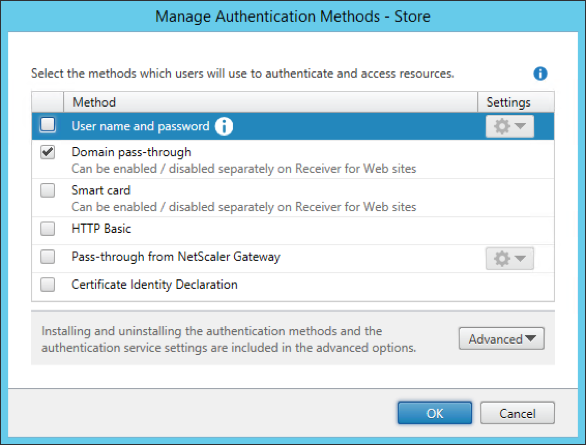 Manage Authentication Methods - Store
Select the methods which users will use to authenticate and access resources.
Method Settings
User name and password
Domain pass-through
Can be enabled / disabled separately on Receiver for Web sites
Smart card
Can be enabled / disabled separately on Receiver for Web sites
HTTP Basic
Pass-through from NetScaler Gateway
Certificate Identity Declaration
Installing and uninstalling the authentication methods and the
authentication service settings are included in the advanced options.
Advanced
OK Cancel